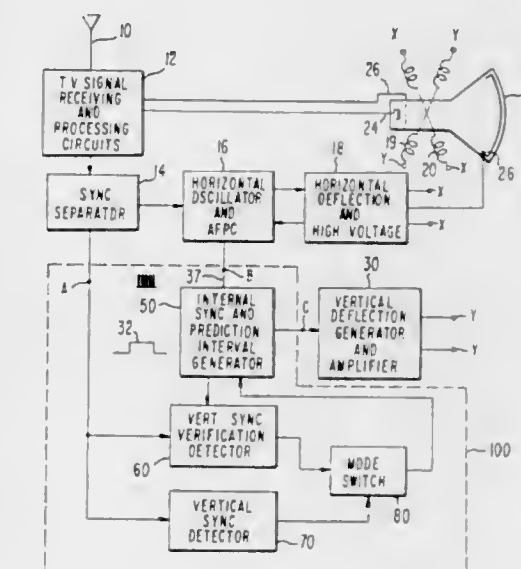 10
12
T.V SIGNAL
RECEIVING
AND
PROCESSING
CIRCUITS
X
Y
26
24
19
Y
20
X
26
14
SYNC
SEPARATOR
16
HORIZONTAL
OSCILLATOR
AND
AFPC
18
HORIZONTAL
DEFLECTION
AND
HIGH VOLTAGE
X
X
A
37
B
50
INTERNAL
SYNC AND
PREDICTION
INTERVAL
GENERATOR
C
30
VERTICAL
DEFLECTION
GENERATOR
AND
AMPLIFIER
Y
Y
32
VERT SYNC
VERIFICATION
DETECTOR
60
MODE
SWITCH
80
100
VERTICAL
SYNC
DETECTOR
70